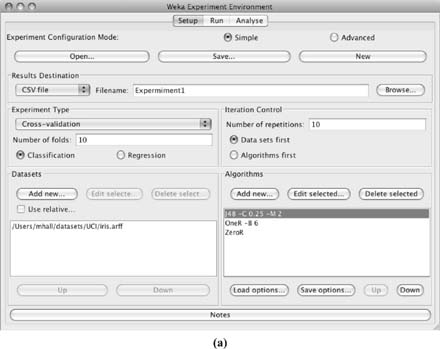 Weka Experiment Environment
Setup Run Analyse
Experiment Configuration Mode: Simple Advanced
Open... Save... New
Results Destination
CSV file Filename: Expermiment1 Browse...
Experiment Type
Cross-validation
Number of folds: 10
Classification Regression
Iteration Control
Number of repetitions: 10
Data sets first
Algorithms first
Datasets
Add new... Edit selecte... Delete select...
Use relative...
/Users/mhall/datasets/UCI/iris.arff
Up Down
Algorithms
Add new... Edit selected... Delete selected
J48 -C 0.25 -M 2
OneR -B 6
ZeroR
Load options... Save options... Up Down
Notes
(a)